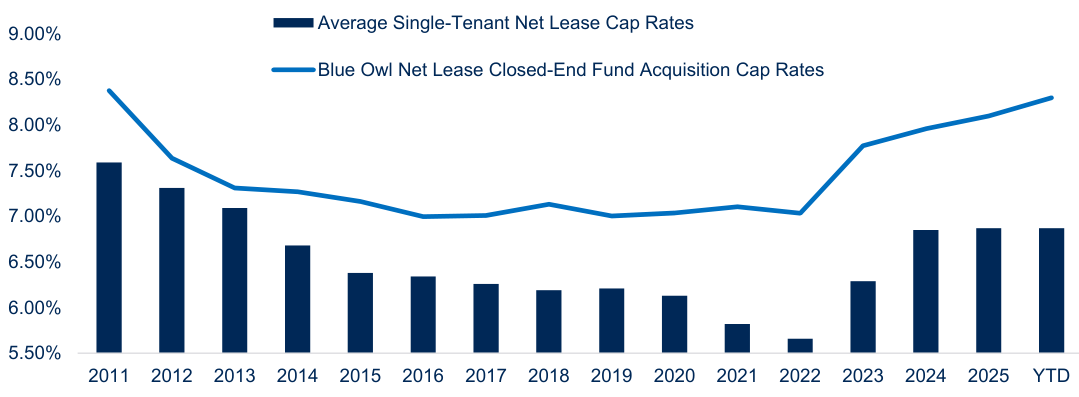 Average Single-Tenant Net Lease Cap Rates
Blue Owl Net Lease Closed-End Fund Acquisition Cap Rates
9.00%
8.50%
8.00%
7.50%
7.00%
6.50%
6.00%
5.50%
2011 2012 2013 2014 2015 2016 2017 2018 2019 2020 2021 2022 2023 2024 2025 YTD